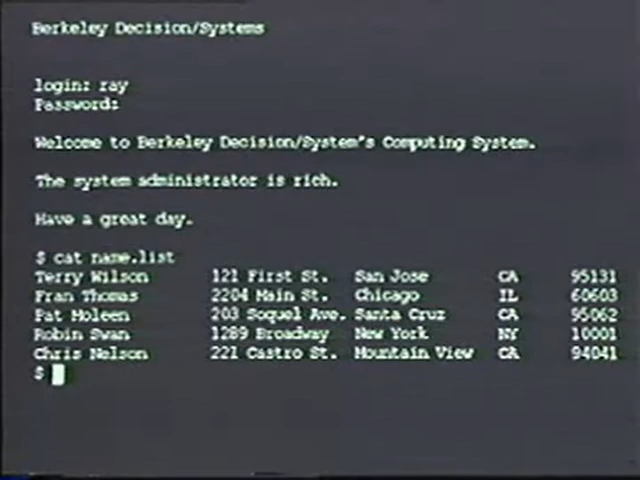 Berkeley Decision/Systems
login: ray
Password:
Welcome to Berkeley Decision/System's Computing System.
The system administrator is rich.
Have a great day.
$ cat name.list
Terry Wilson 121 First St. San Jose CA 95131
Fran Thomas 2204 Main St. Chicago IL 60603
Pat Moleen 203 Soquel Ave. Santa Cruz CA 95062
Robin Swan 1289 Broadway New York NY 10001
Chris Nelson 221 Castro St. Mountain View CA 94041
$